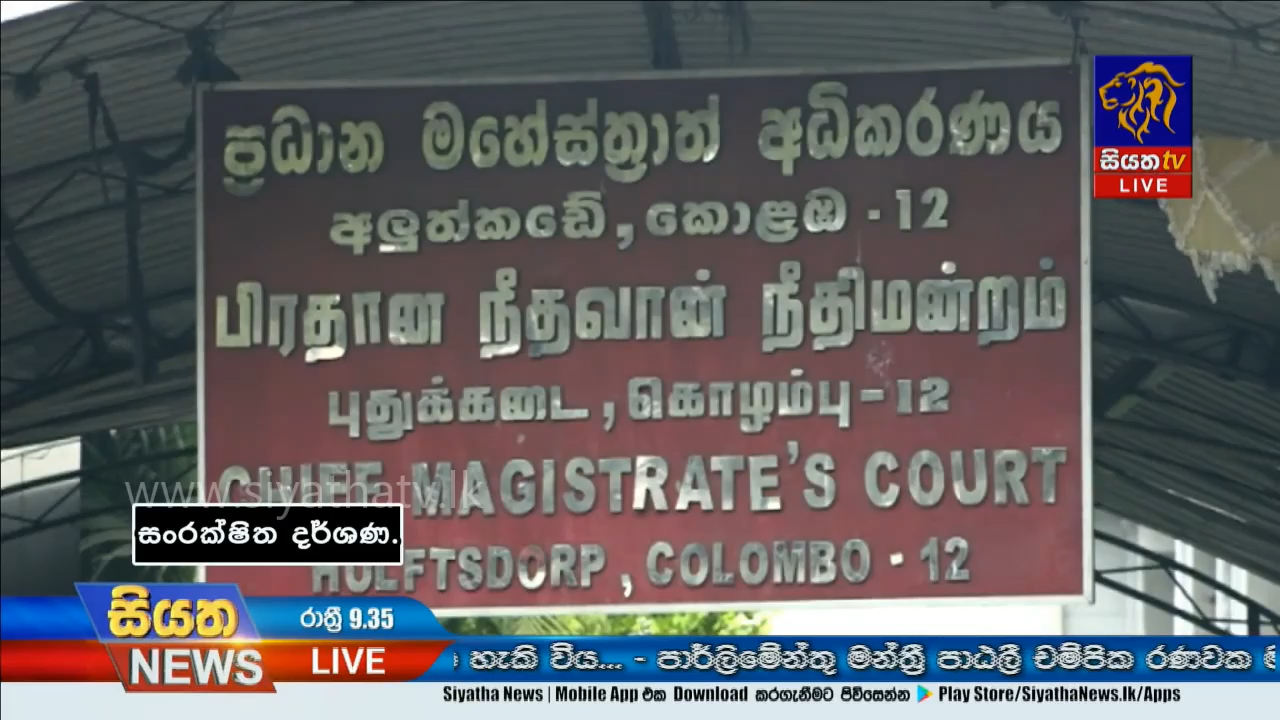 ප්‍රධාන මහේස්ත්‍රාත් අධිකරණය
අලුත්කඩේ, කොළඹ - 12
பிரதான நீதவான் நீதிமன்றம்
புதுக்கடை, கொழும்பு - 12
CHIEF MAGISTRATE'S COURT
HULFTSDORP, COLOMBO - 12
සියත tv
LIVE
www.siyathatv.lk
සංරක්ෂිත දර්ශණ.
සියත
NEWS
රාත්‍රී 9.35
LIVE
හැකි විය... - පාර්ලිමේන්තු මන්ත්‍රී පාඨලී චම්පික රණවක
Siyatha News | Mobile App එක Download කරගැනීමට පිවිසෙන්න Play Store/SiyathaNews.lk/Apps